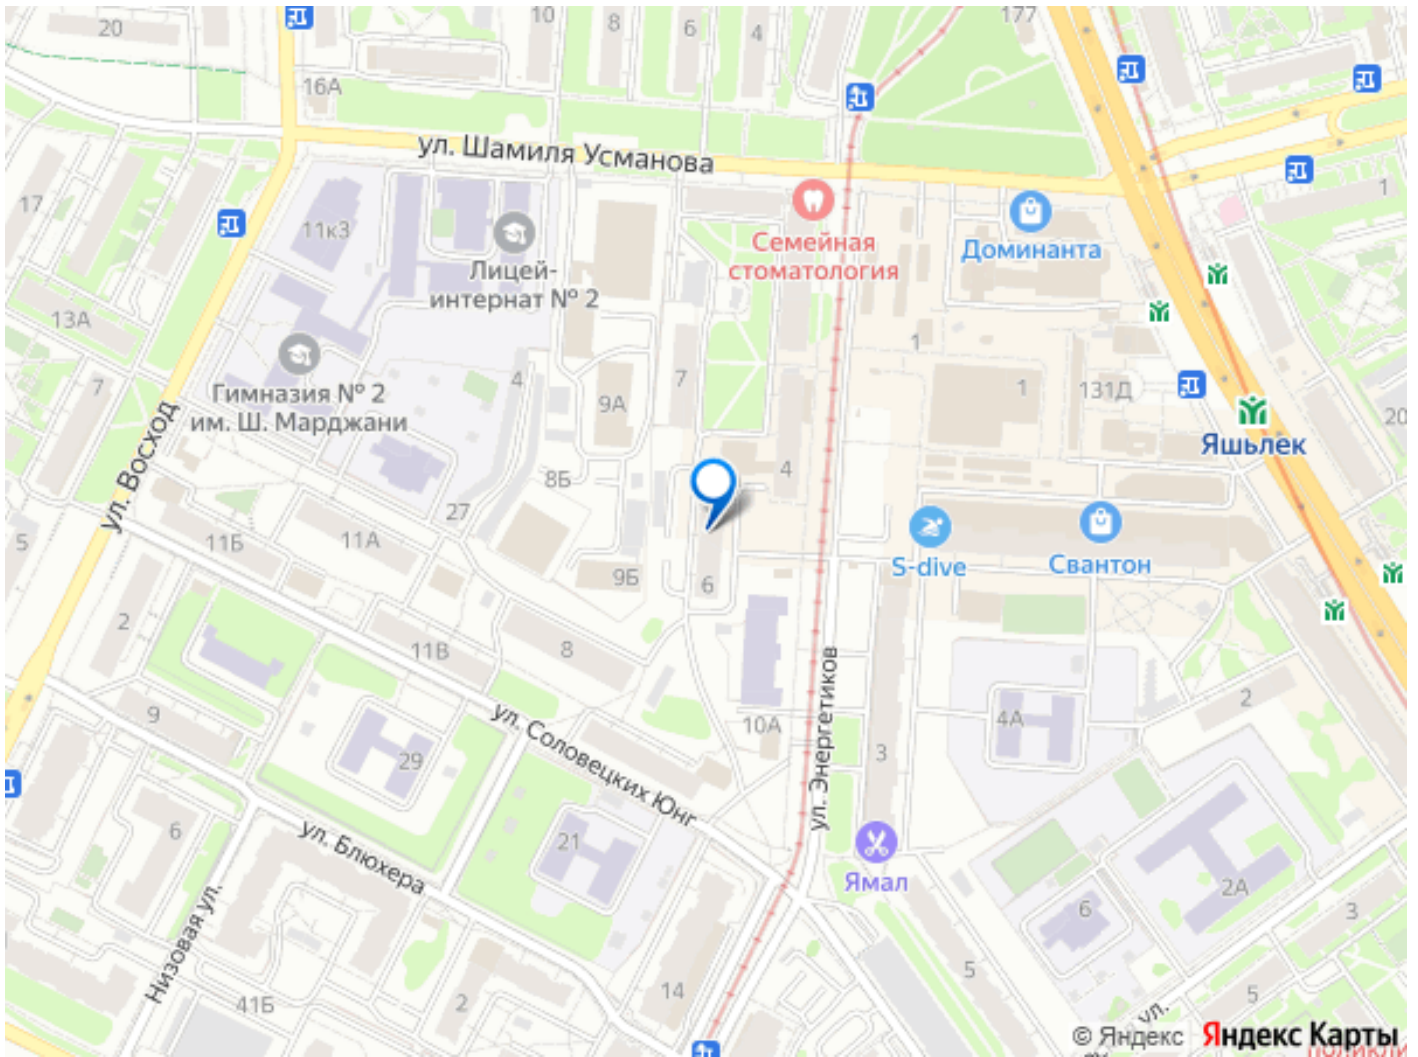 20
10
8
6
4
177
16А
ул. Шамиля Усманова
17
11к3
Лицей-
интернат № 2
Семейная
стоматология
Доминанта
1
13А
7
Гимназия № 2
им. Ш. Марджани
4
9А
7
1
1
131Д
20
Яшьлек
ул. Восход
27
8Б
4
5
11Б
11А
9Б
6
S-dive
Свантон
2
11В
8
9
29
ул. Соловецких Юнг
10А
ул. Энергетиков
3
4А
2
6
ул. Блюхера
21
Ямал
2А
6
3
Низовая ул.
41Б
2
14
5
5
ул.
© Яндекс
Яндекс Карты